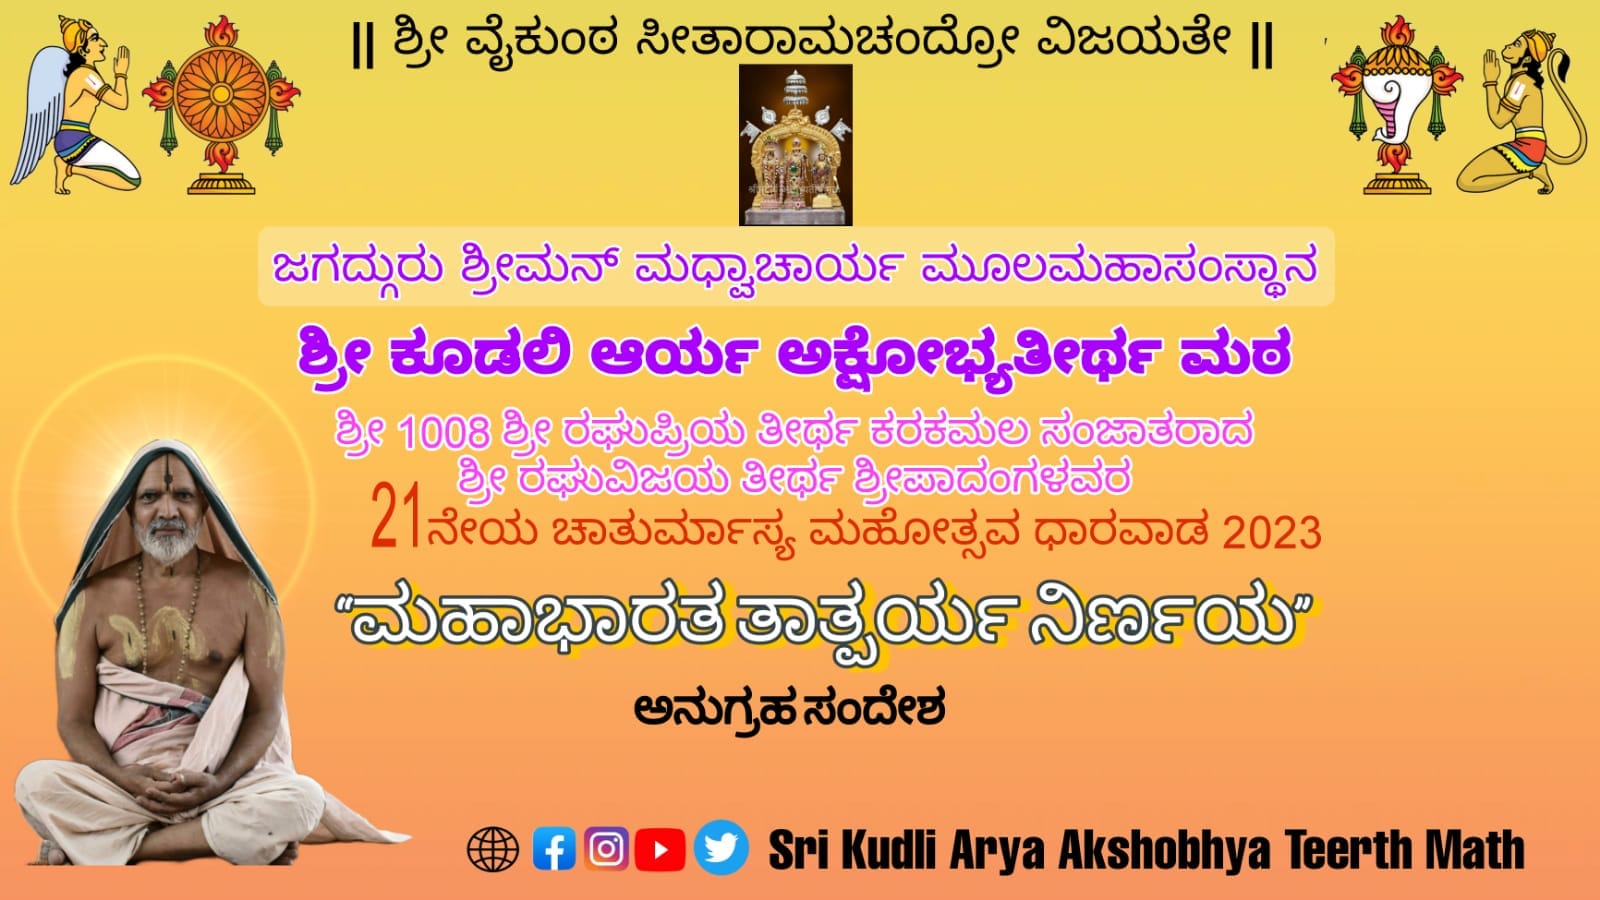 || ಶ್ರೀ ವೈಕುಂಠ ಸೀತಾರಾಮಚಂದ್ರೋ ವಿಜಯತೇ ||
ಜಗದ್ಗುರು ಶ್ರೀಮನ್ ಮಧ್ವಾಚಾರ್ಯ ಮೂಲಮಹಾಸಂಸ್ಥಾನ
ಶ್ರೀ ಕೂಡಲಿ ಆರ್ಯ ಅಕ್ಷೋಭ್ಯತೀರ್ಥ ಮಠ
ಶ್ರೀ 1008 ಶ್ರೀ ರಘುಪ್ರಿಯ ತೀರ್ಥ ಕರಕಮಲ ಸಂಜಾತರಾದ
ಶ್ರೀ ರಘುವಿಜಯ ತೀರ್ಥ ಶ್ರೀಪಾದಂಗಳವರ
21ನೇಯ ಚಾತುರ್ಮಾಸ್ಯ ಮಹೋತ್ಸವ ಧಾರವಾಡ 2023
“ಮಹಾಭಾರತ ತಾತ್ಪರ್ಯ ನಿರ್ಣಯ”
ಅನುಗ್ರಹ ಸಂದೇಶ
Sri Kudli Arya Akshobhya Teerth Math